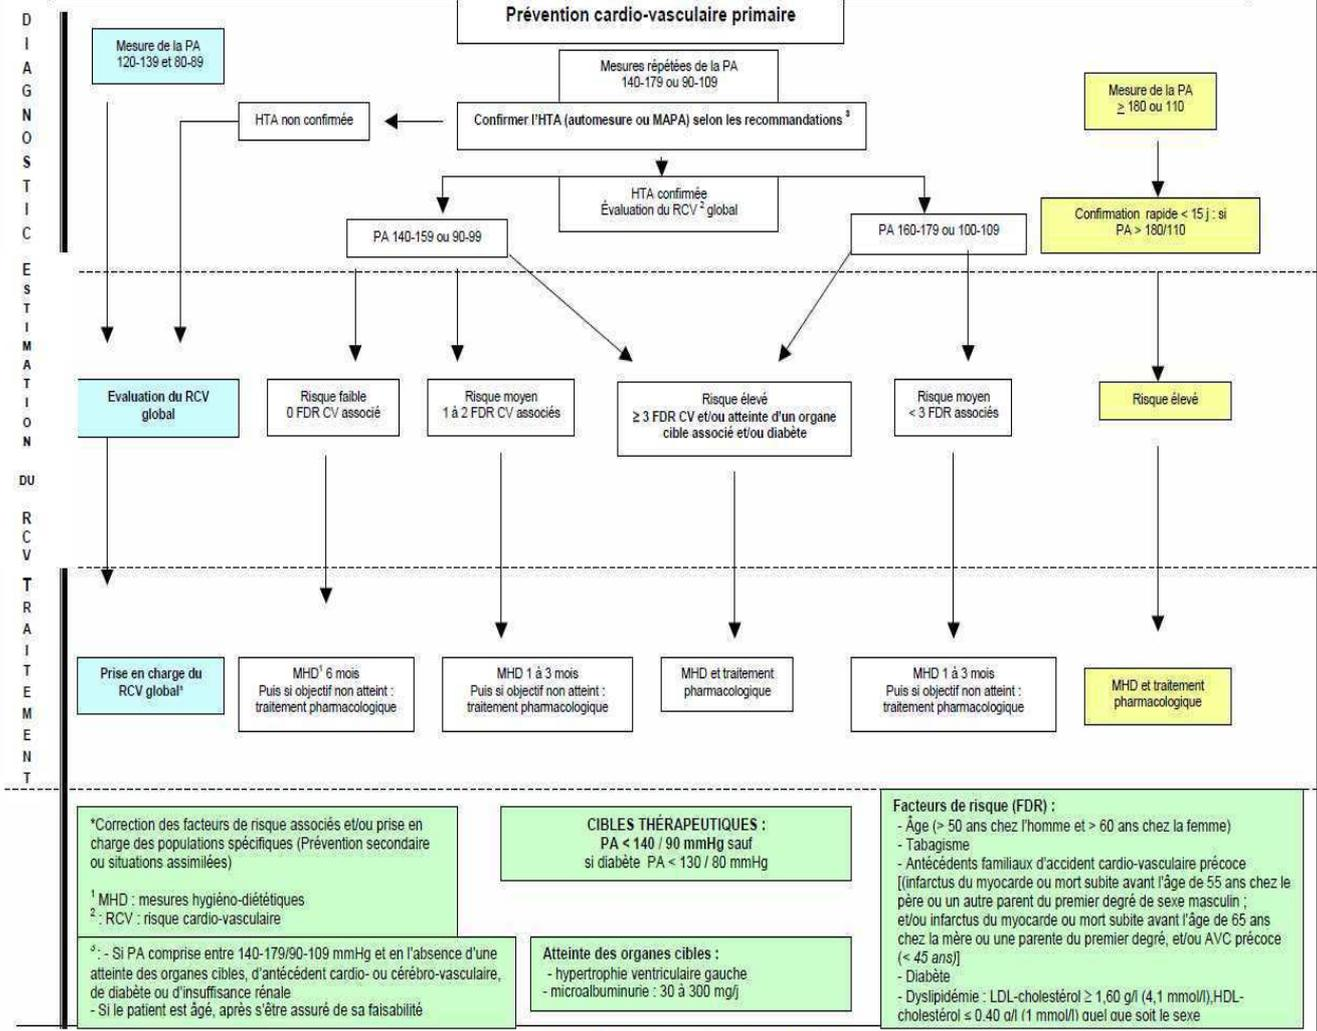 Prévention cardio-vasculaire primaire
DIAGNOSTIC
Mesure de la PA
120-139 et 80-89
Mesures répétées de la PA
140-179 ou 90-109
Mesure de la PA
≥ 180 ou 110
HTA non confirmée
Confirmer l'HTA (automesure ou MAPA) selon les recommandations ³
HTA confirmée
Évaluation du RCV ² global
PA 140-159 ou 90-99
PA 160-179 ou 100-109
Confirmation rapide < 15 j : si
PA > 180/110
ESTIMATION DU RCV
Evaluation du RCV
global
Risque faible
0 FDR CV associé
Risque moyen
1 à 2 FDR CV associés
Risque élevé
≥ 3 FDR CV et/ou atteinte d'un organe
cible associé et/ou diabète
Risque moyen
< 3 FDR associés
Risque élevé
TRAITEMENT
Prise en charge du
RCV global*
MHD¹ 6 mois
Puis si objectif non atteint :
traitement pharmacologique
MHD 1 à 3 mois
Puis si objectif non atteint :
traitement pharmacologique
MHD et traitement
pharmacologique
MHD 1 à 3 mois
Puis si objectif non atteint :
traitement pharmacologique
MHD et traitement
pharmacologique
*Correction des facteurs de risque associés et/ou prise en
charge des populations spécifiques (Prévention secondaire
ou situations assimilées)
¹ MHD : mesures hygiéno-diététiques
² : RCV : risque cardio-vasculaire
³ : - Si PA comprise entre 140-179/90-109 mmHg et en l'absence d'une
atteinte des organes cibles, d'antécédent cardio- ou cérébro-vasculaire,
de diabète ou d'insuffisance rénale
- Si le patient est âgé, après s'être assuré de sa faisabilité
CIBLES THÉRAPEUTIQUES :
PA < 140 / 90 mmHg sauf
si diabète PA < 130 / 80 mmHg
Atteinte des organes cibles :
- hypertrophie ventriculaire gauche
- microalbuminurie : 30 à 300 mg/j
Facteurs de risque (FDR) :
- Âge (> 50 ans chez l'homme et > 60 ans chez la femme)
- Tabagisme
- Antécédents familiaux d'accident cardio-vasculaire précoce
[(infarctus du myocarde ou mort subite avant l'âge de 55 ans chez le
père ou un autre parent du premier degré de sexe masculin ;
et/ou infarctus du myocarde ou mort subite avant l'âge de 65 ans
chez la mère ou une parente du premier degré, et/ou AVC précoce
(< 45 ans)]
- Diabète
- Dyslipidémie : LDL-cholestérol ≥ 1,60 g/l (4,1 mmol/l),HDL-
cholestérol ≤ 0,40 g/l (1 mmol/l) quel que soit le sexe